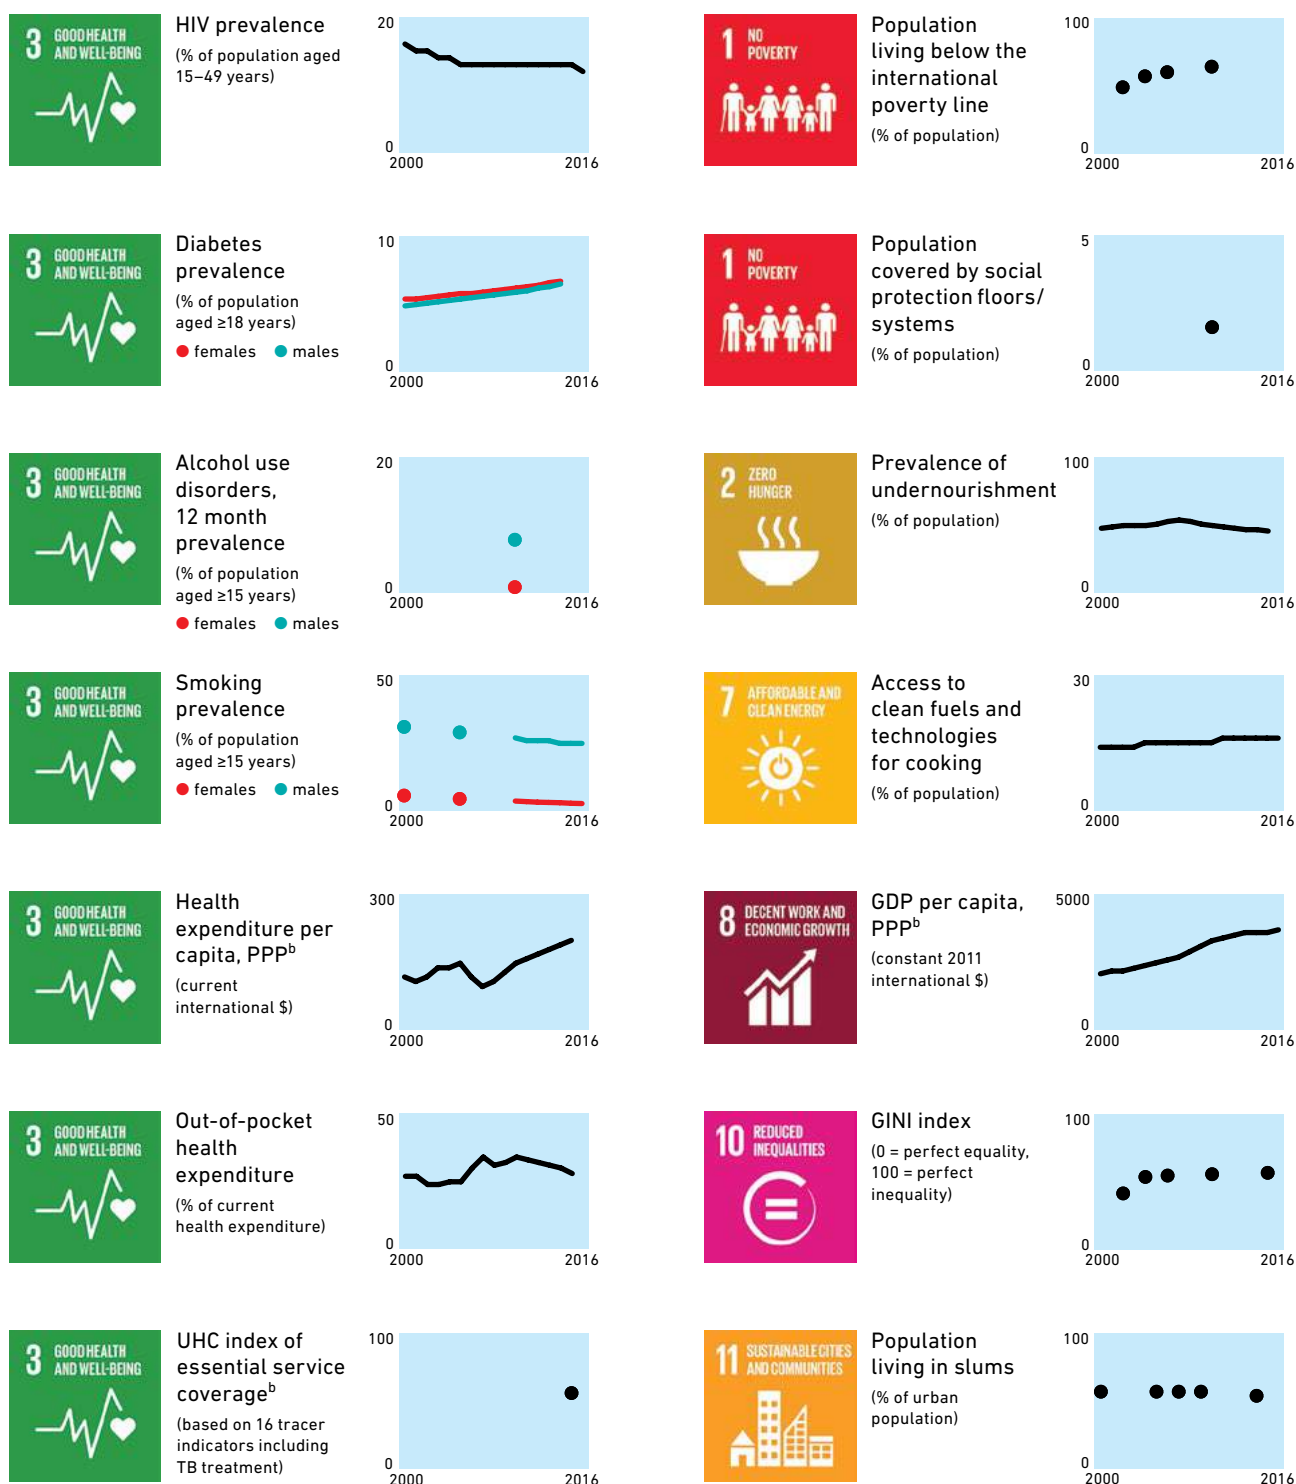 3 GOOD HEALTH
AND WELL-BEING
HIV prevalence
(% of population aged
15–49 years)
20
0
2000 2016
1 NO
POVERTY
Population
living below the
international
poverty line
(% of population)
100
0
2000 2016
3 GOOD HEALTH
AND WELL-BEING
Diabetes
prevalence
(% of population
aged ≥18 years)
females males
10
0
2000 2016
1 NO
POVERTY
Population
covered by social
protection floors/
systems
(% of population)
5
0
2000 2016
3 GOOD HEALTH
AND WELL-BEING
Alcohol use
disorders,
12 month
prevalence
(% of population
aged ≥15 years)
females males
20
0
2000 2016
2 ZERO
HUNGER
Prevalence of
undernourishment
(% of population)
100
0
2000 2016
3 GOOD HEALTH
AND WELL-BEING
Smoking
prevalence
(% of population
aged ≥15 years)
females males
50
0
2000 2016
7 AFFORDABLE AND
CLEAN ENERGY
Access to
clean fuels and
technologies
for cooking
(% of population)
30
0
2000 2016
3 GOOD HEALTH
AND WELL-BEING
Health
expenditure per
capita, PPPᵇ
(current
international $)
300
0
2000 2016
8 DECENT WORK AND
ECONOMIC GROWTH
GDP per capita,
PPPᵇ
(constant 2011
international $)
5000
0
2000 2016
3 GOOD HEALTH
AND WELL-BEING
Out-of-pocket
health
expenditure
(% of current
health expenditure)
50
0
2000 2016
10 REDUCED
INEQUALITIES
GINI index
(0 = perfect equality,
100 = perfect
inequality)
100
0
2000 2016
3 GOOD HEALTH
AND WELL-BEING
UHC index of
essential service
coverageᵇ
(based on 16 tracer
indicators including
TB treatment)
100
0
2000 2016
11 SUSTAINABLE CITIES
AND COMMUNITIES
Population
living in slums
(% of urban
population)
100
0
2000 2016